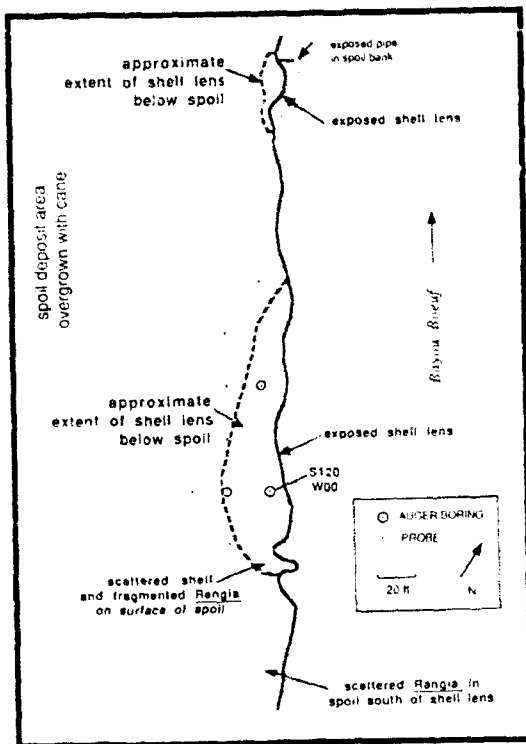 exposed pipe
in spoil bank
approximate
extent of shell lens
below spoil
exposed shell lens
spoil deposit area
overgrown with cane
Bayou Boeuf
approximate
extent of shell lens
below spoil
exposed shell lens
S120
W00
AUGER BORING
PROBE
20 ft
N
scattered shell
and fragmented Rangia
on surface of spoil
scattered Rangia in
spoil south of shell lens